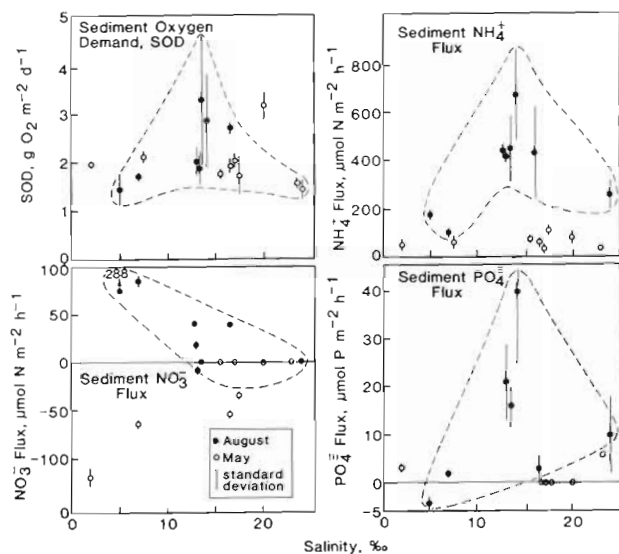 Sediment Oxygen
Demand, SOD
5
4
3
2
1
0
SOD, g O2 m−2 d−1
Sediment NH4+
Flux
800
600
400
200
0
NH4+ Flux, µmol N m−2 h−1
288
100
50
0
-50
-100
0
10
20
Sediment NO3−
Flux
NO3− Flux, µmol N m−2 h−1
August
May
standard
deviation
Sediment PO4≡
Flux
40
30
20
10
0
−5
0
10
20
PO4≡ Flux, µmol P m−2 h−1
Salinity, ‰